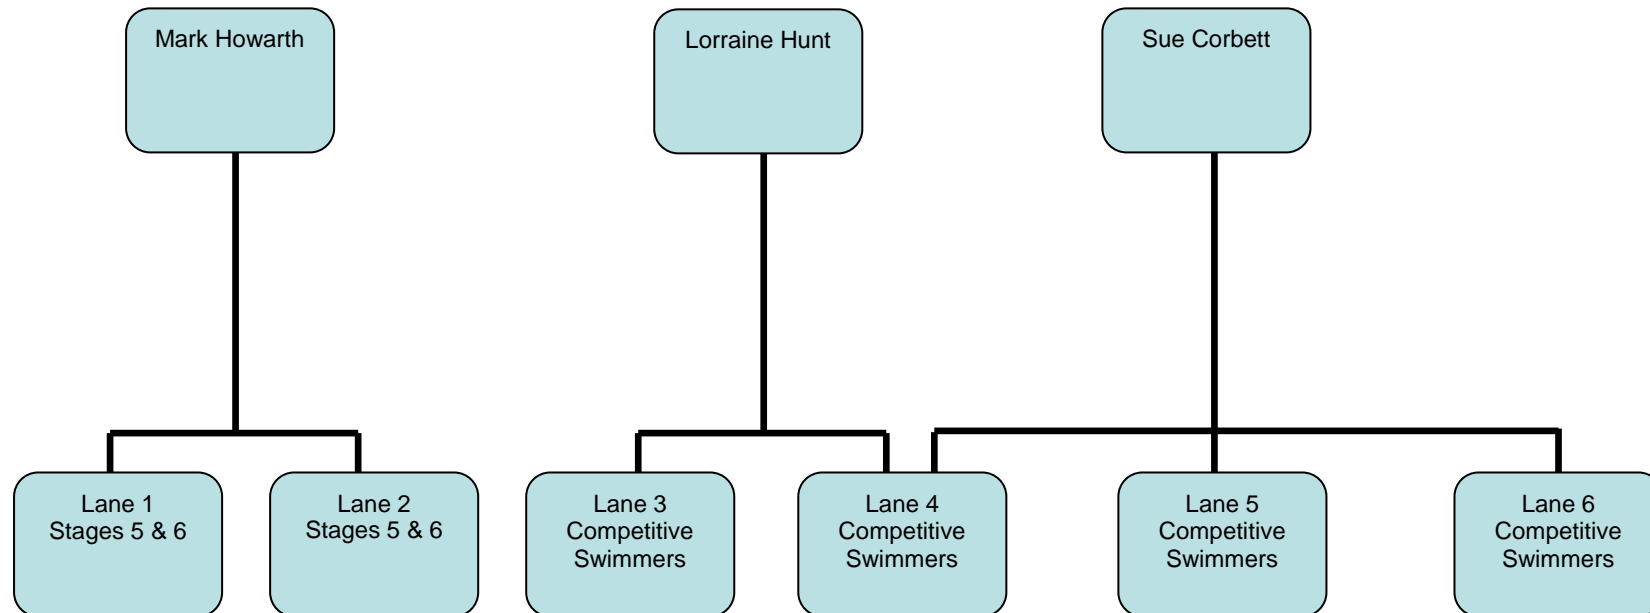 Mark Howarth
Lorraine Hunt
Sue Corbett
Lane 1
Stages 5 & 6
Lane 2
Stages 5 & 6
Lane 3
Competitive
Swimmers
Lane 4
Competitive
Swimmers
Lane 5
Competitive
Swimmers
Lane 6
Competitive
Swimmers